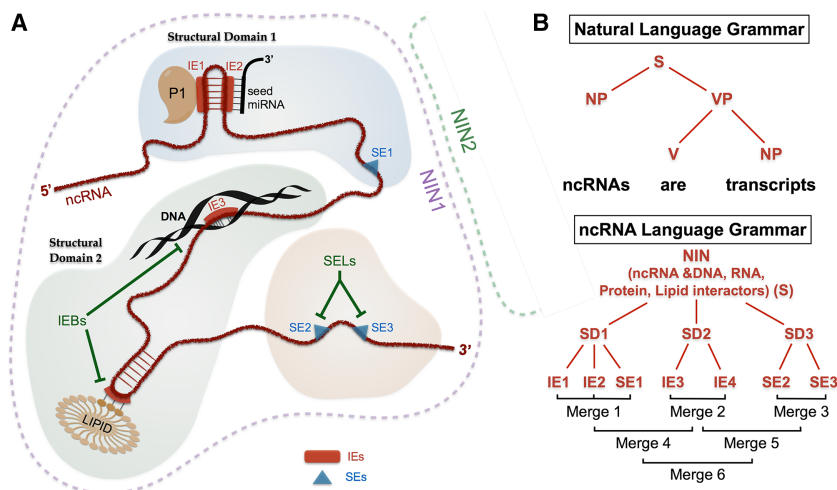 A
Structural Domain 1
IE1 IE2
3'
P1
seed
miRNA
SE1
5'
ncRNA
NIN1
NIN2
DNA
IE3
Structural
Domain 2
SELs
IEBs
SE2
SE3
3'
LIPID
IEs
SEs
B
Natural Language Grammar
S
NP VP
V NP
ncRNAs are transcripts
ncRNA Language Grammar
NIN
(ncRNA &DNA, RNA,
Protein, Lipid interactors) (S)
SD1 SD2 SD3
IE1 IE2 SE1 IE3 IE4 SE2 SE3
Merge 1 Merge 2 Merge 3
Merge 4 Merge 5
Merge 6